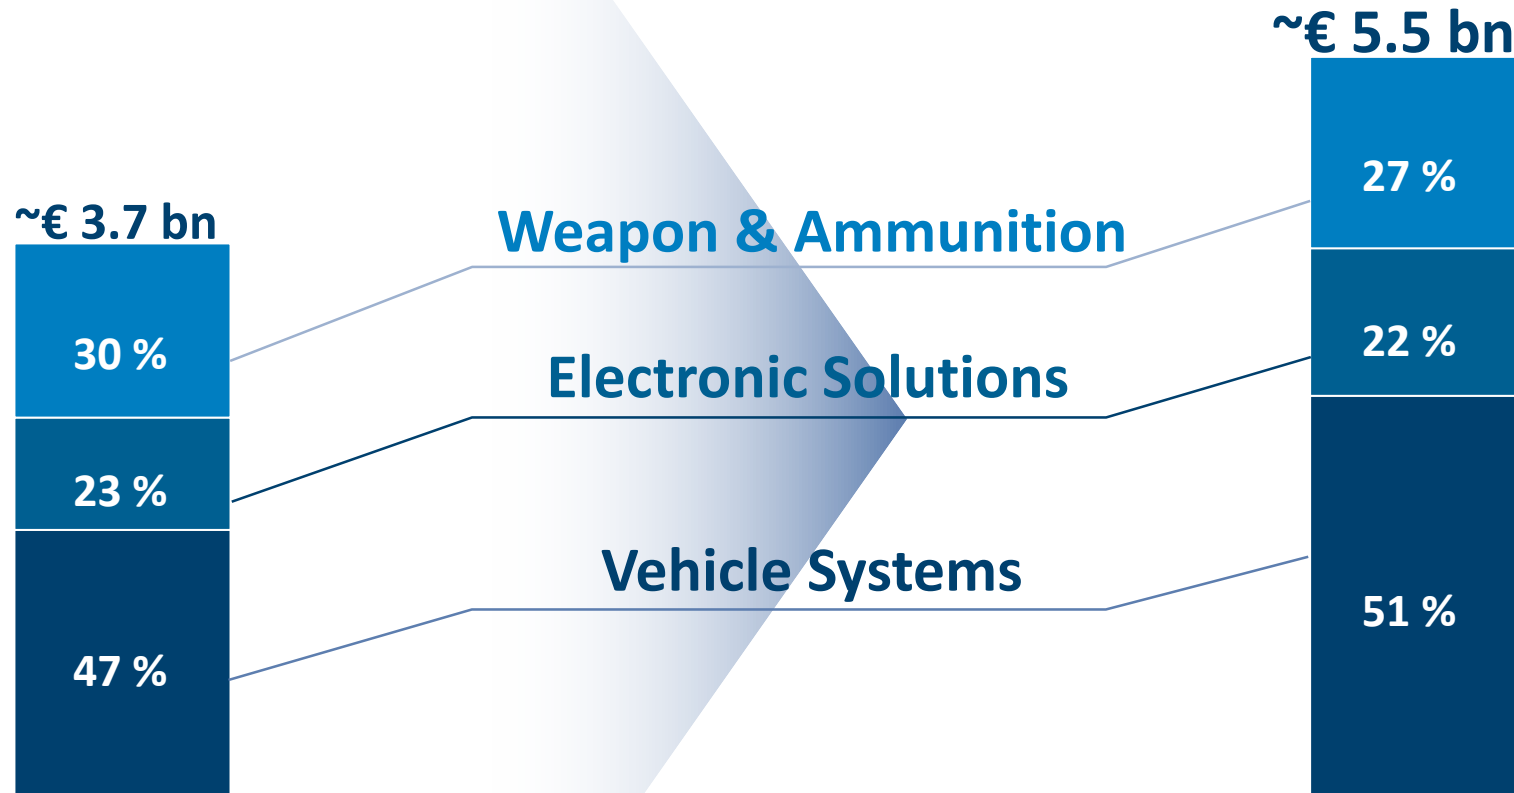 ~€ 3.7 bn
30 %
23 %
47 %
Weapon & Ammunition
Electronic Solutions
Vehicle Systems
~€ 5.5 bn
27 %
22 %
51 %